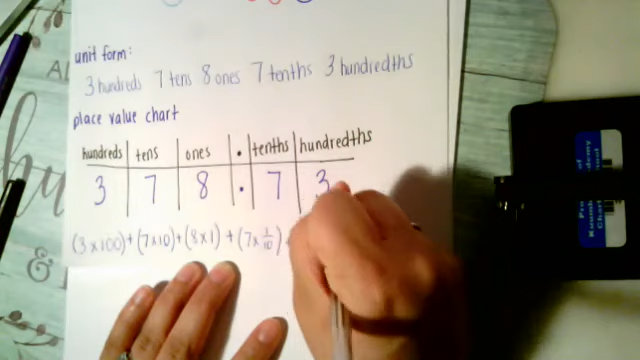 unit form:
3 hundreds 7 tens 8 ones 7 tenths 3 hundredths
place value chart
hundreds tens ones . tenths hundredths
3 7 8 . 7 3
(3 x 100) + (7 x 10) + (8 x 1) + (7 x 1/10)
&